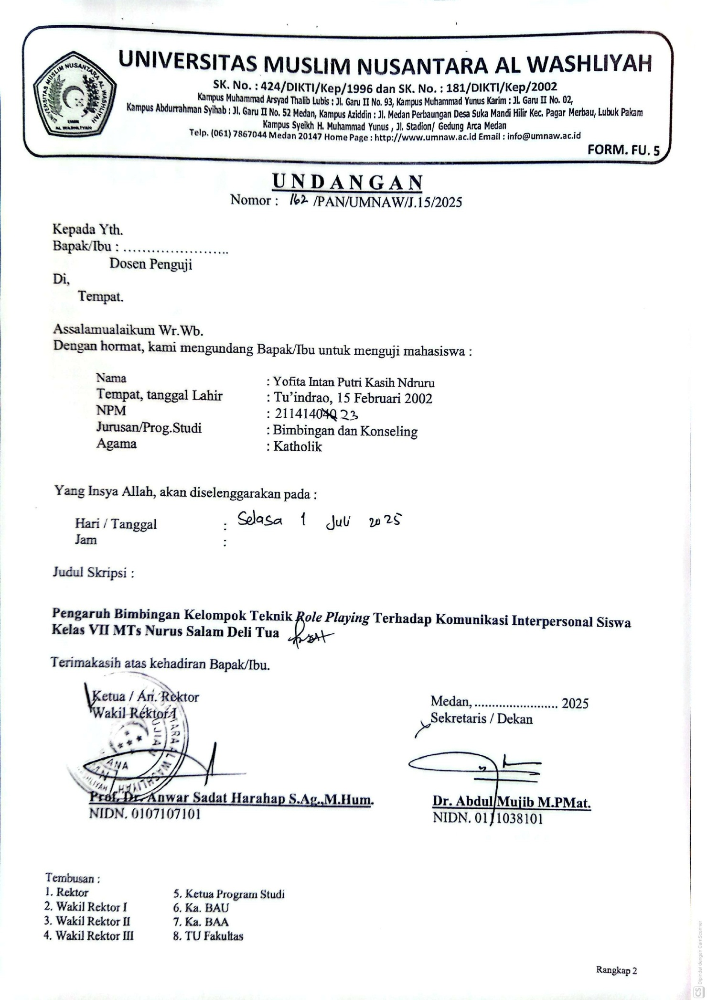 UNIVERSITAS MUSLIM NUSANTARA AL WASHLIYAH
SK. No. : 424/DIKTI/Kep/1996 dan SK. No. : 181/DIKTI/Kep/2002
Kampus Muhammad Arsyad Thalib Lubis : Jl. Garu II No. 93, Kampus Muhammad Yunus Karim : Jl. Garu II No. 02,
Kampus Abdurrahman Syihab : Jl. Garu II No. 52 Medan, Kampus Aziddin : Jl. Medan Perbaungan Desa Suka Mandi Hilir Kec. Pagar Merbau, Lubuk Pakam
Kampus Syeikh H. Muhammad Yunus , Jl. Stadion/ Gedung Arca Medan
Telp. (061) 7867044 Medan 20147 Home Page : http://www.umnaw.ac.id Email : info@umnaw.ac.id
FORM. FU. 5
UNIVERSITAS MUSLIM NUSANTARA AL WASHLIYAH
UMNW
AL WASHLIYAH
UNDANGAN
Nomor : 162 /PAN/UMNAW/J.15/2025
Kepada Yth.
Bapak/Ibu : ........................
Dosen Penguji
Di,
Tempat.
Assalamualaikum Wr.Wb.
Dengan hormat, kami mengundang Bapak/Ibu untuk menguji mahasiswa :
Nama : Yofita Intan Putri Kasih Ndruru
Tempat, tanggal Lahir : Tu'indrao, 15 Februari 2002
NPM : 2114140 23
Jurusan/Prog.Studi : Bimbingan dan Konseling
Agama : Katholik
Yang Insya Allah, akan diselenggarakan pada :
Hari / Tanggal : Selasa 1 Juli 2025
Jam :
Judul Skripsi :
Pengaruh Bimbingan Kelompok Teknik Role Playing Terhadap Komunikasi Interpersonal Siswa
Kelas VII MTs Nurus Salam Deli Tua
Terimakasih atas kehadiran Bapak/Ibu.
Ketua / An. Rektor
Wakil Rektor I
Prof. Dr. Anwar Sadat Harahap S.Ag.,M.Hum.
NIDN. 0107107101
Medan, ........................ 2025
Sekretaris / Dekan
Dr. Abdul Mujib M.PMat.
NIDN. 0111038101
Tembusan :
1. Rektor
2. Wakil Rektor I
3. Wakil Rektor II
4. Wakil Rektor III
5. Ketua Program Studi
6. Ka. BAU
7. Ka. BAA
8. TU Fakultas
Rangkap 2
CS Dipindai dengan CamScanner